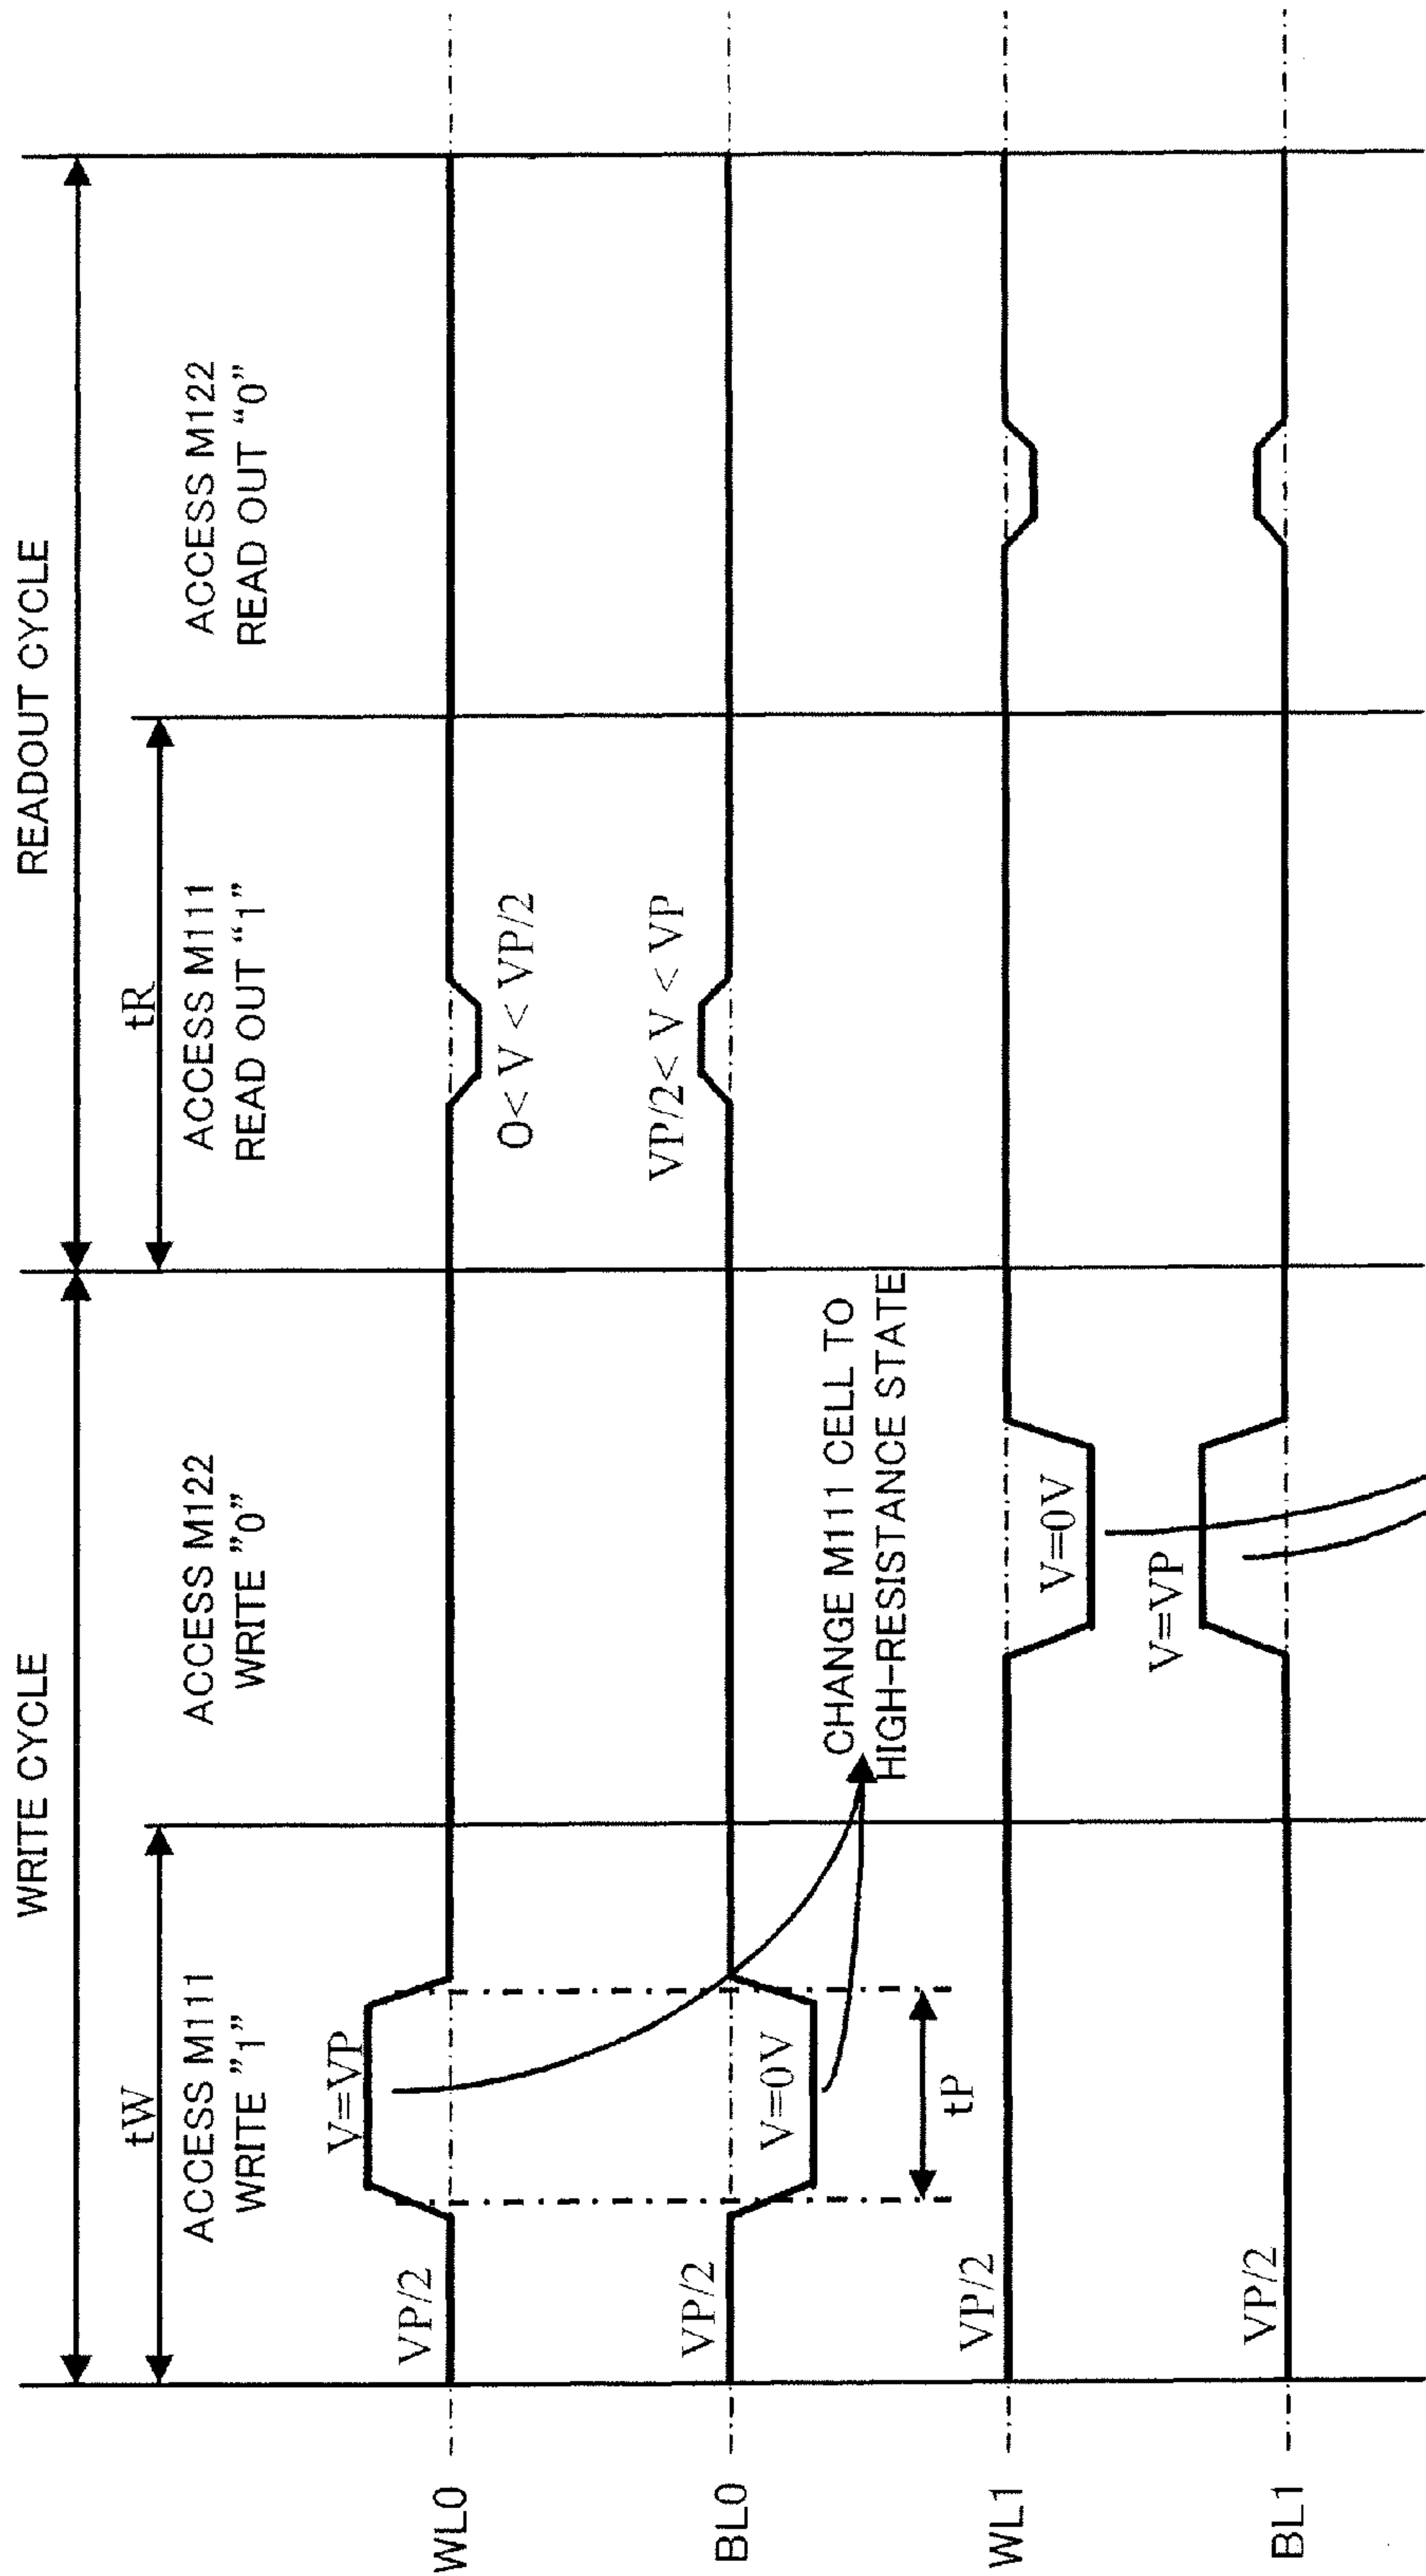 WRITE CYCLE
READOUT CYCLE
tW
tR
ACCESS M111
WRITE "1"
ACCESS M122
WRITE "0"
ACCESS M111
READ OUT "1"
ACCESS M122
READ OUT "0"
WL0
VP/2
V=VP
0< V < VP/2
BL0
VP/2
V=0V
VP/2< V < VP
tP
CHANGE M111 CELL TO
HIGH-RESISTANCE STATE
WL1
VP/2
V=0V
BL1
VP/2
V=VP